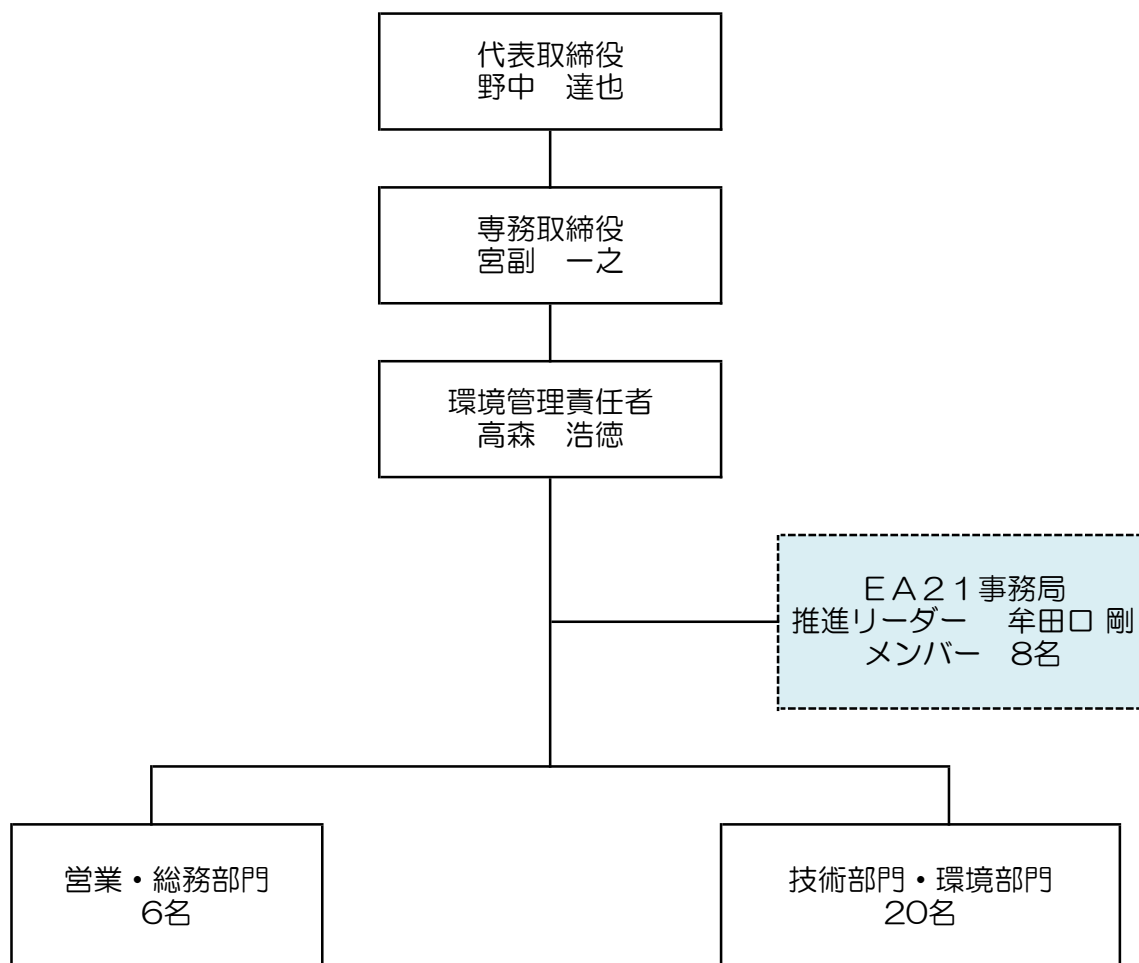 代表取締役
野中　達也
専務取締役
宮副　一之
環境管理責任者
高森　浩徳
ＥＡ２１事務局
推進リーダー　牟田口 剛
メンバー　8名
営業・総務部門
6名
技術部門・環境部門
20名